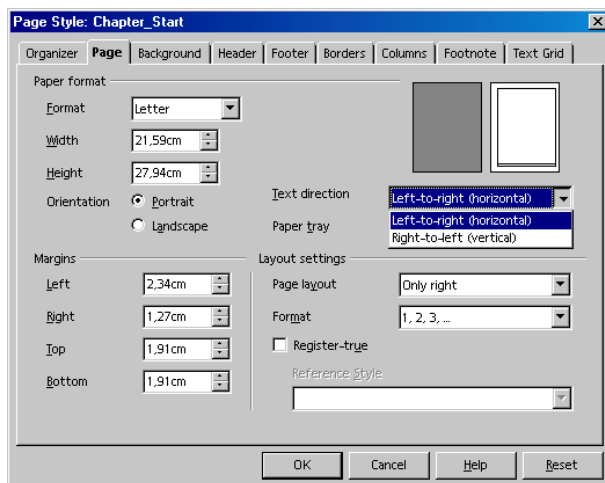 Page Style: Chapter_Start
Organizer Page Background Header Footer Borders Columns Footnote Text Grid
Paper format
Format Letter
Width 21,59cm
Height 27,94cm
Orientation Portrait
Landscape
Text direction Left-to-right (horizontal)
Left-to-right (horizontal)
Right-to-left (vertical)
Paper tray
Margins
Left 2,34cm
Right 1,27cm
Top 1,91cm
Bottom 1,91cm
Layout settings
Page layout Only right
Format 1, 2, 3, ...
Register-true
Reference Style
OK Cancel Help Reset